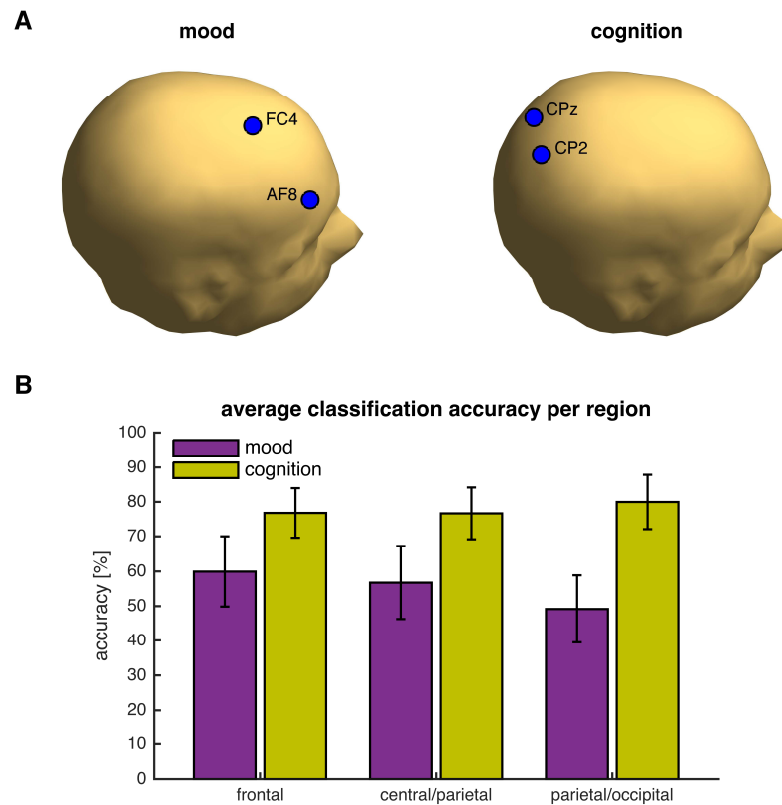 A
mood
cognition
FC4
AF8
CPz
CP2
B
average classification accuracy per region
mood
cognition
accuracy [%]
100
90
80
70
60
50
40
30
20
10
0
frontal
central/parietal
parietal/occipital